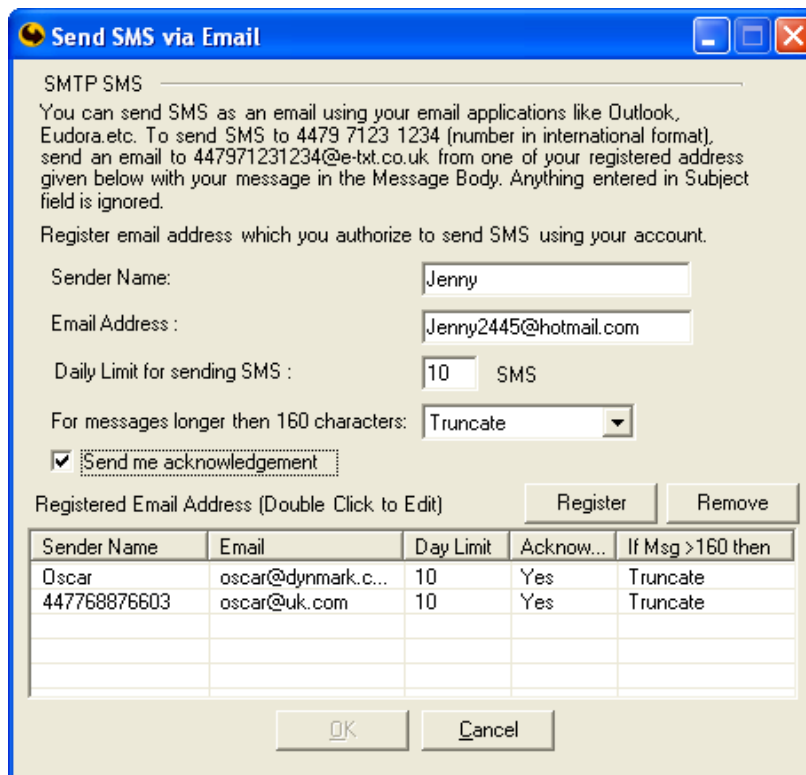 Send SMS via Email
SMTP SMS
You can send SMS as an email using your email applications like Outlook,
Eudora.etc. To send SMS to 4479 7123 1234 (number in international format),
send an email to 447971231234@e-txt.co.uk from one of your registered address
given below with your message in the Message Body. Anything entered in Subject
field is ignored.
Register email address which you authorize to send SMS using your account.
Sender Name: Jenny
Email Address : Jenny2445@hotmail.com
Daily Limit for sending SMS : 10 SMS
For messages longer then 160 characters: Truncate
Send me acknowledgement
Registered Email Address (Double Click to Edit) Register Remove
Sender Name Email Day Limit Acknow... If Msg >160 then
Oscar oscar@dynmark.c... 10 Yes Truncate
447768876603 oscar@uk.com 10 Yes Truncate
OK Cancel